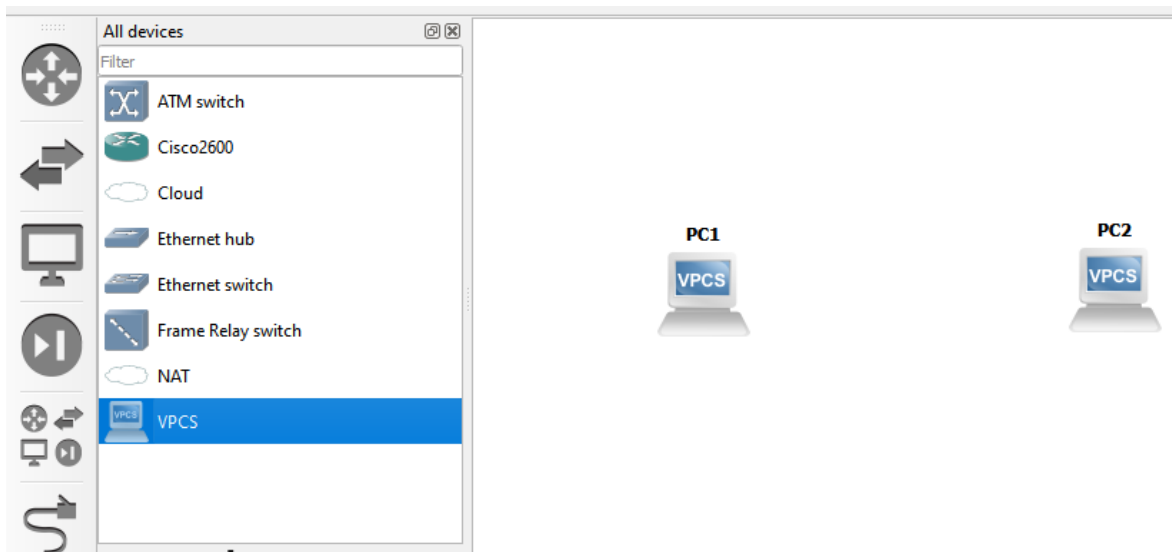 All devices
Filter
ATM switch
Cisco2600
Cloud
Ethernet hub
Ethernet switch
Frame Relay switch
NAT
VPCS
VPCS
PC1
VPCS
PC2
VPCS